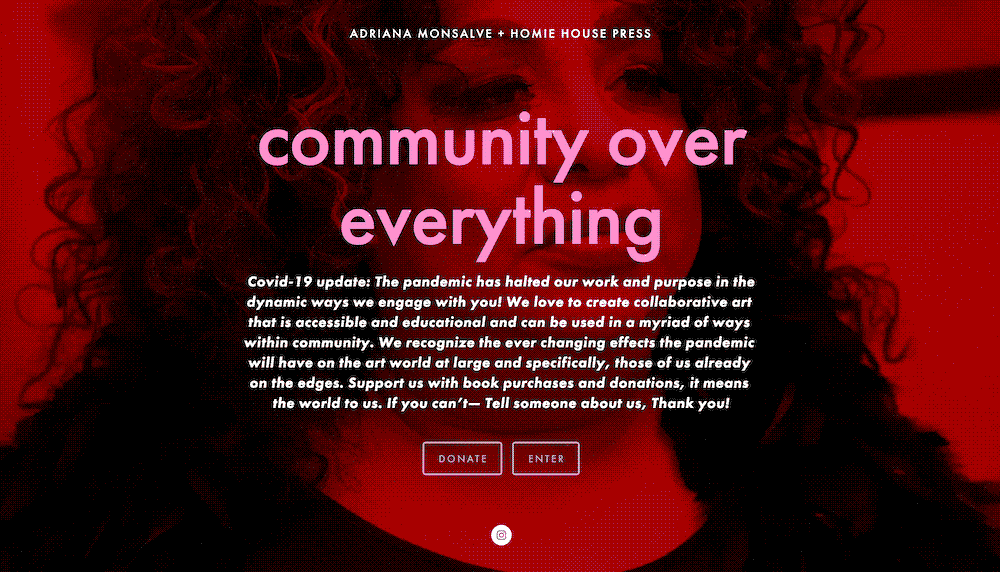 ADRIANA MONSALVE + HOMIE HOUSE PRESS
community over
everything
Covid-19 update: The pandemic has halted our work and purpose in the
dynamic ways we engage with you! We love to create collaborative art
that is accessible and educational and can be used in a myriad of ways
within community. We recognize the ever changing effects the pandemic
will have on the art world at large and specifically, those of us already
on the edges. Support us with book purchases and donations, it means
the world to us. If you can't— Tell someone about us, Thank you!
DONATE
ENTER